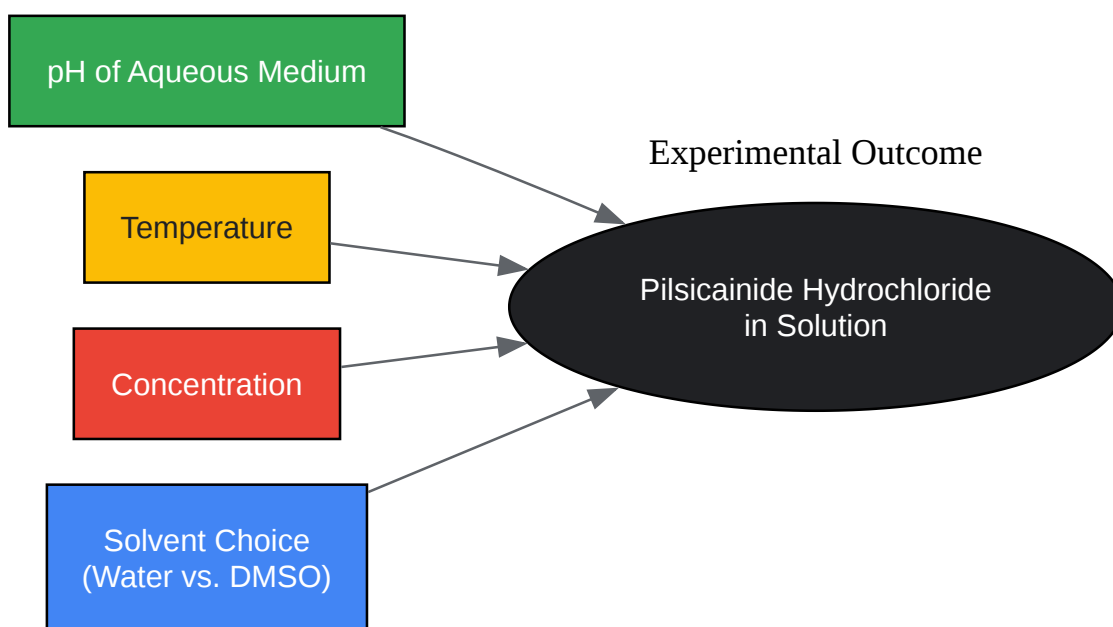 pH of Aqueous Medium
Experimental Outcome
Temperature
Pilsicainide Hydrochloride
in Solution
Concentration
Solvent Choice
(Water vs. DMSO)